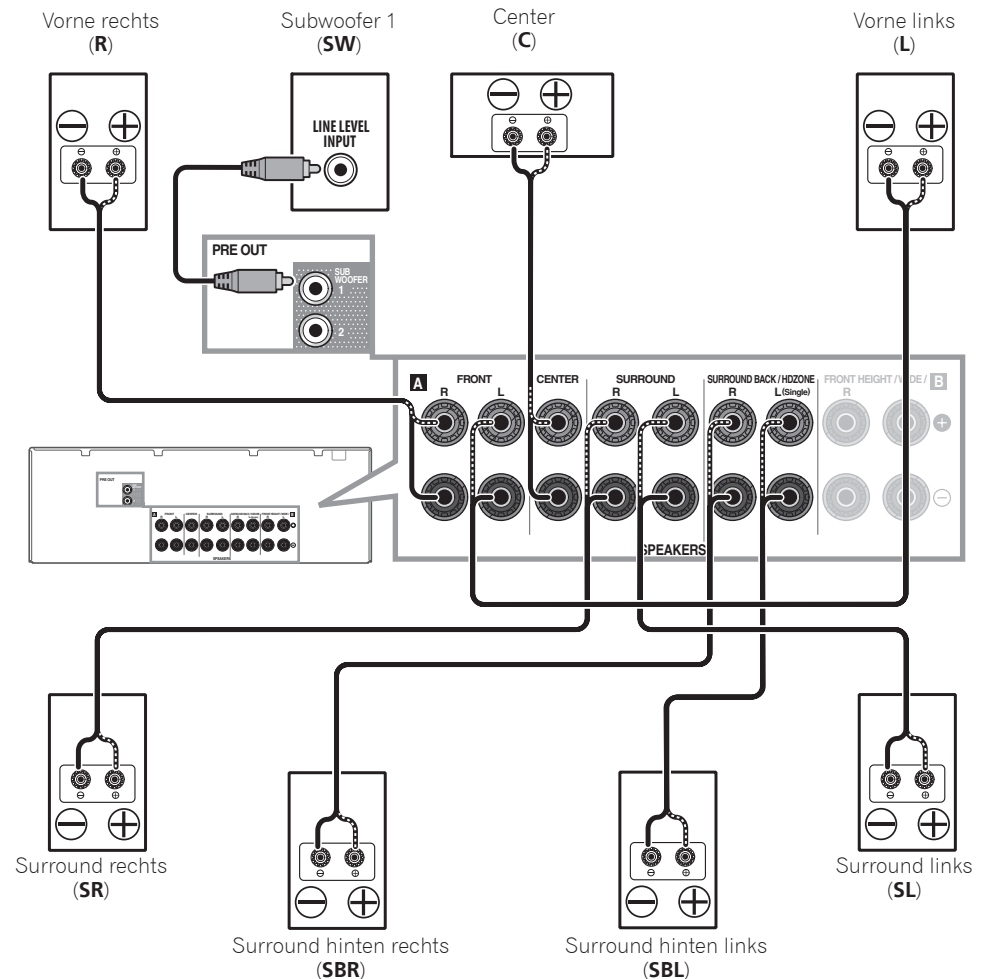 Vorne rechts
(R)
Subwoofer 1
(SW)
Center
(C)
Vorne links
(L)
LINE LEVEL
INPUT
PRE OUT
SUB
WOOFER
1
2
A
FRONT
R L
CENTER
SURROUND
R L
SURROUND BACK / HDZONE
R L (Single)
FRONT HEIGHT / WIDE / B
R
SPEAKERS
PRE OUT
SPEAKERS
Surround rechts
(SR)
Surround links
(SL)
Surround hinten rechts
(SBR)
Surround hinten links
(SBL)